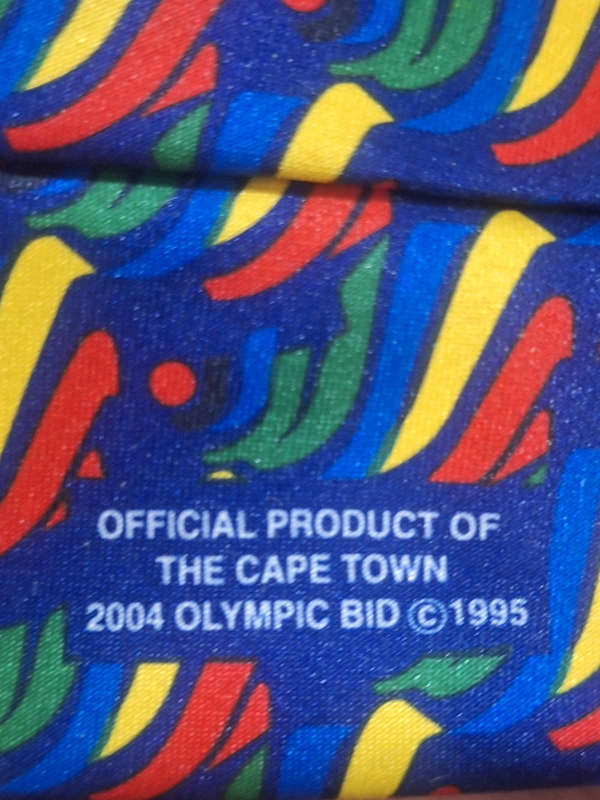 OFFICIAL PRODUCT OF
THE CAPE TOWN
2004 OLYMPIC BID ©1995